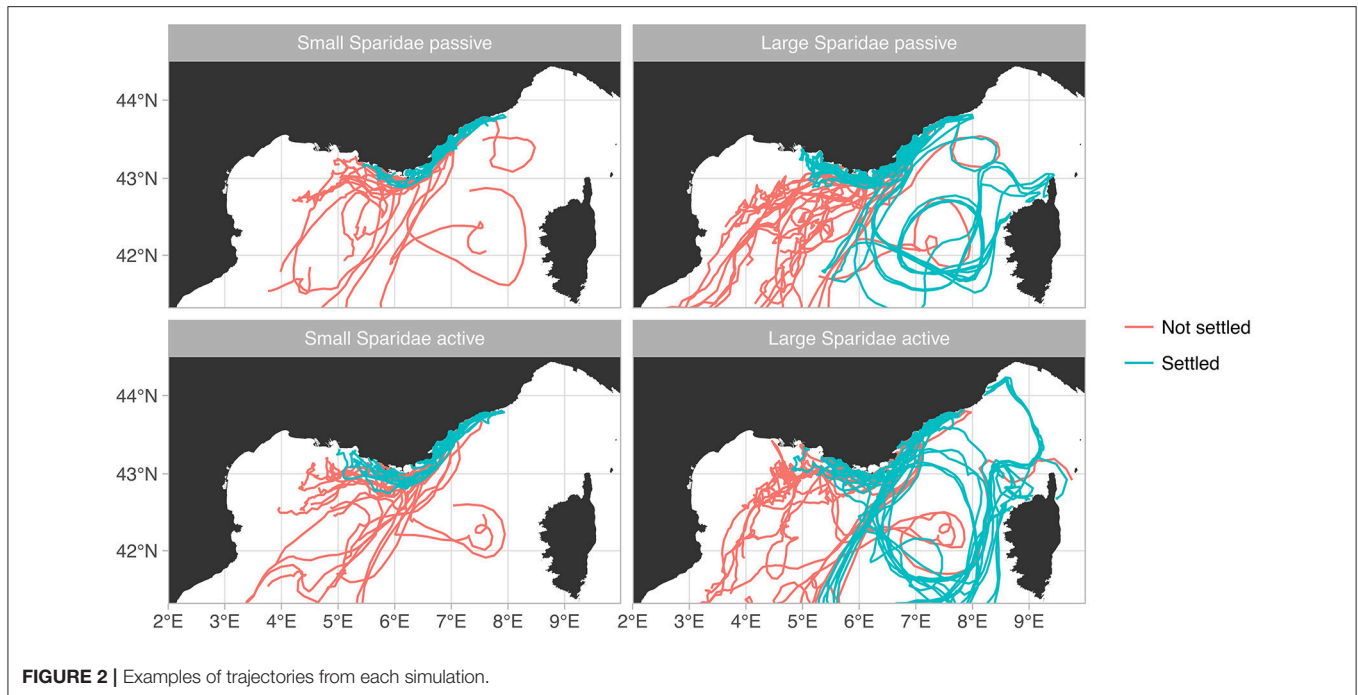 Small Sparidae passive
Large Sparidae passive
44°N
43°N
42°N
Not settled
Settled
Small Sparidae active
Large Sparidae active
44°N
43°N
42°N
2°E 3°E 4°E 5°E 6°E 7°E 8°E 9°E 2°E 3°E 4°E 5°E 6°E 7°E 8°E 9°E
FIGURE 2 | Examples of trajectories from each simulation.